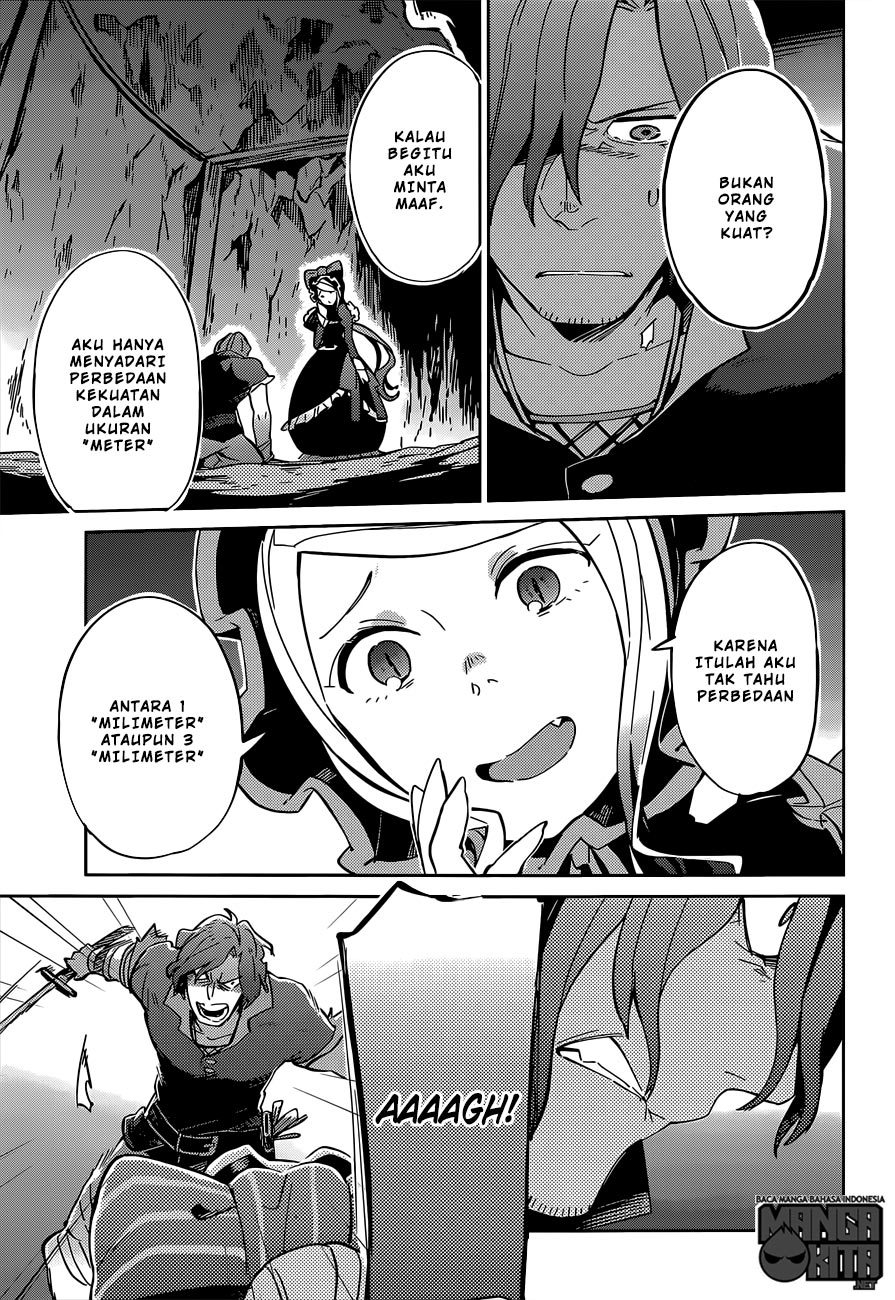 BUKAN
ORANG
YANG
KUAT?
KALAU
BEGITU
AKU
MINTA
MAAF.
AKU HANYA
MENYADARI
PERBEDAAN
KEKUATAN
DALAM
UKURAN
"METER"
KARENA
ITULAH AKU
TAK TAHU
PERBEDAAN
ANTARA 1
"MILIMETER"
ATAUPUN 3
"MILIMETER"
AAAAGH!
BACA MANGA BAHASA INDONESIA
MANGA
KITA
.NET